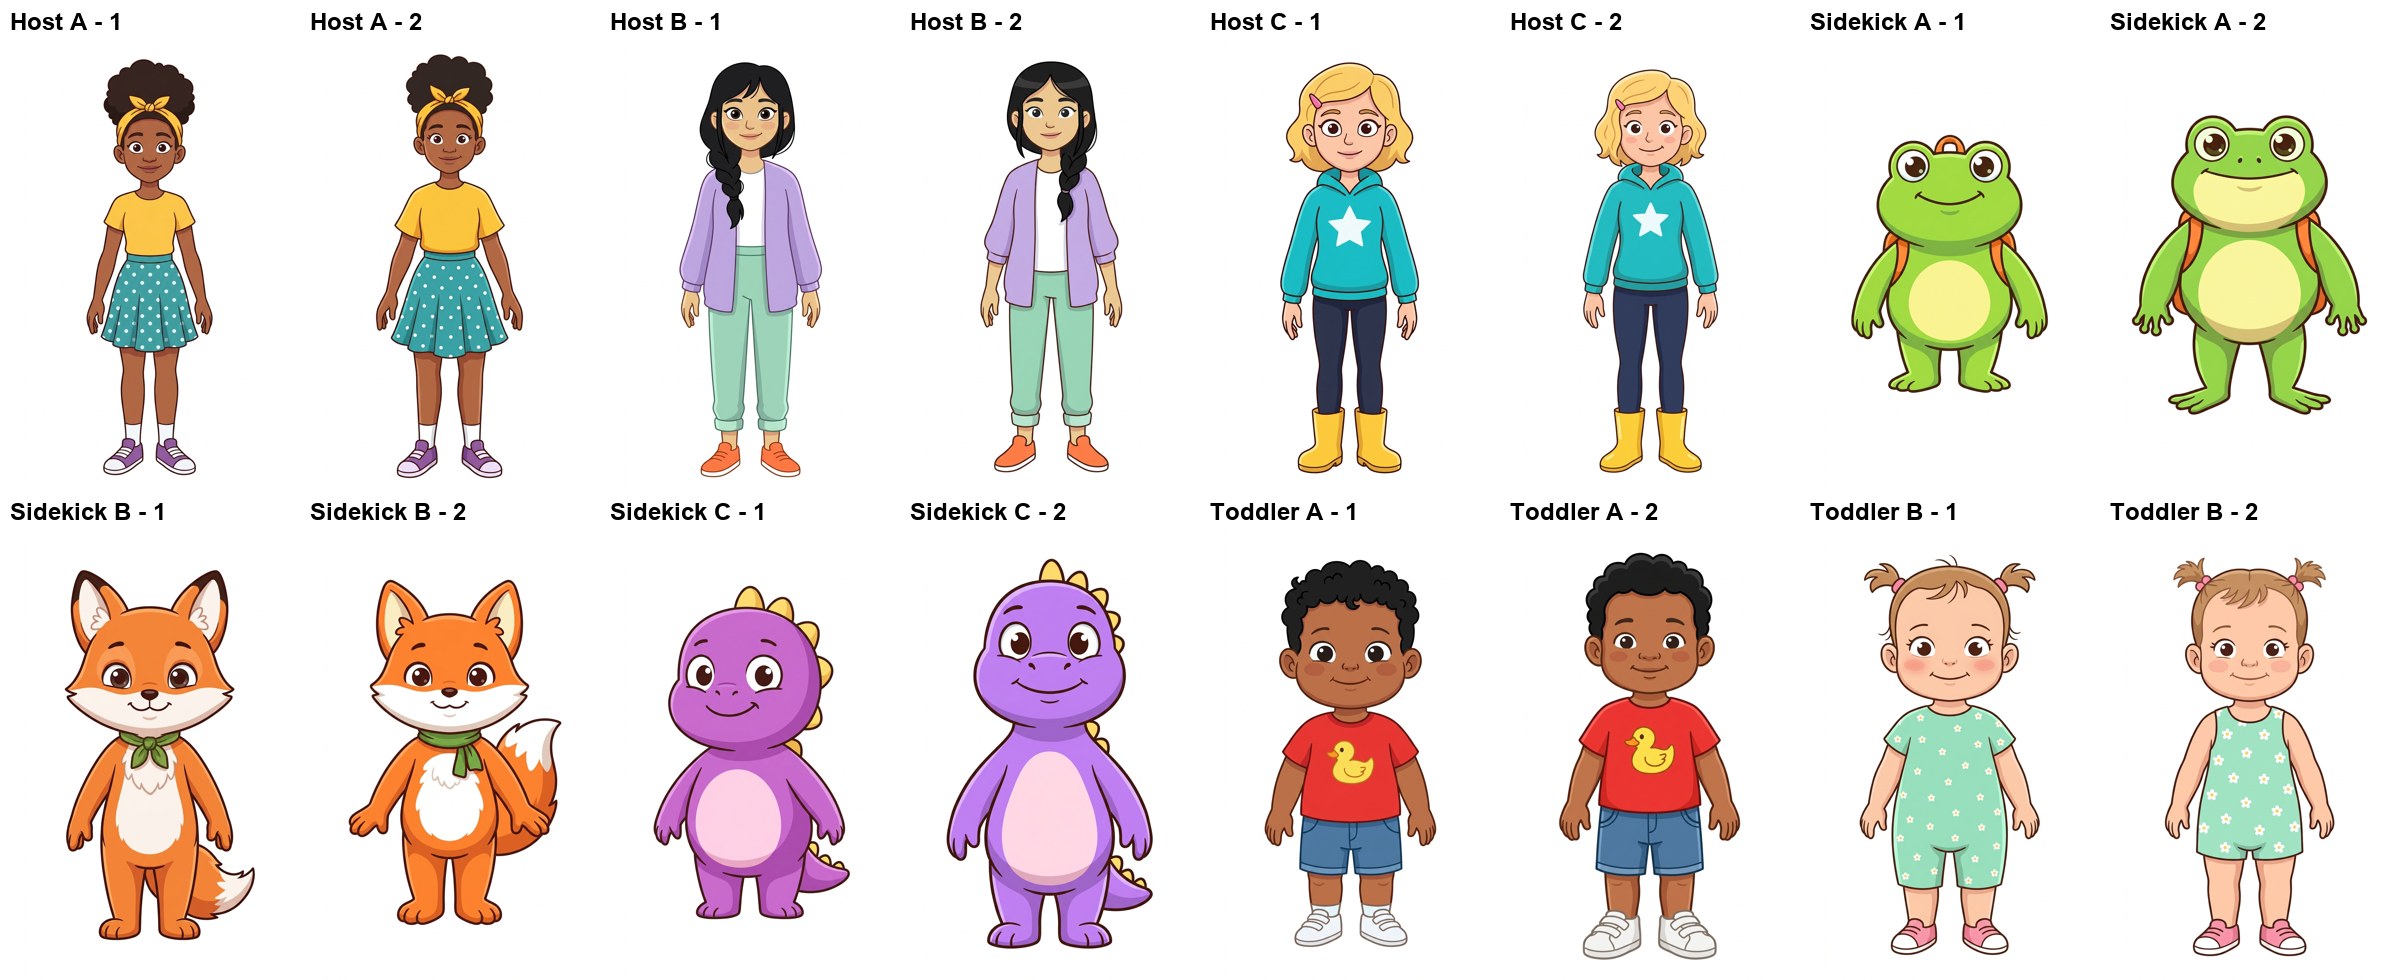 Host A - 1
Host A - 2
Host B - 1
Host B - 2
Host C - 1
Host C - 2
Sidekick A - 1
Sidekick A - 2
Sidekick B - 1
Sidekick B - 2
Sidekick C - 1
Sidekick C - 2
Toddler A - 1
Toddler A - 2
Toddler B - 1
Toddler B - 2